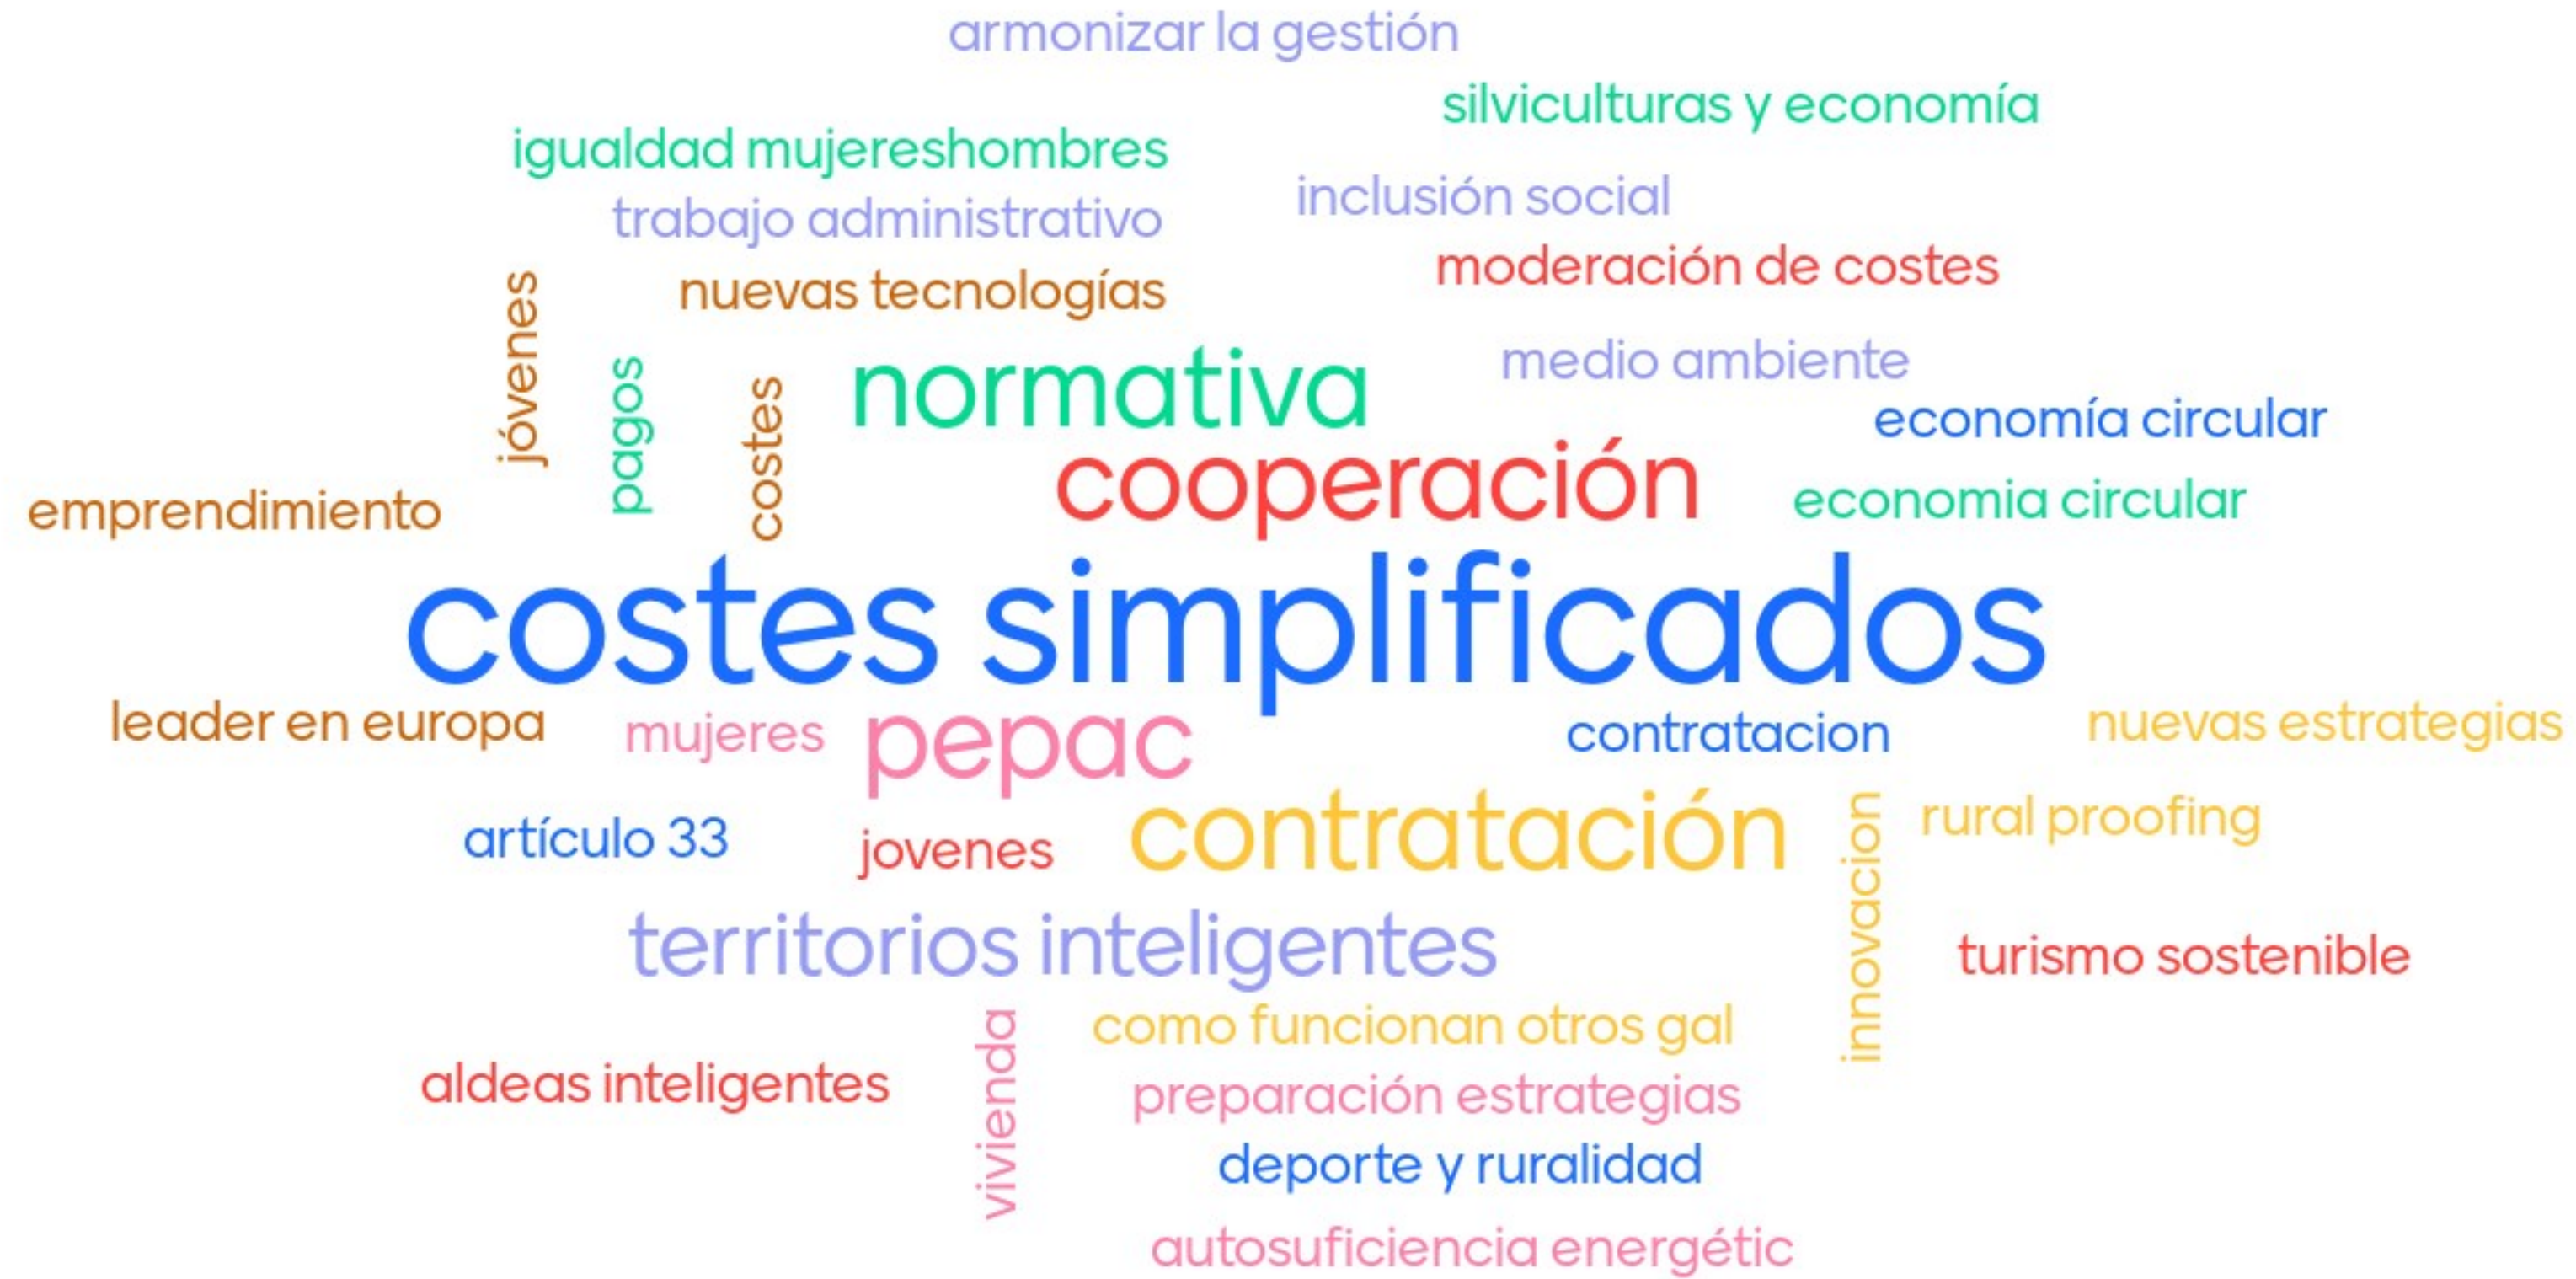 armonizar la gestión
silviculturas y economía
igualdad mujereshombres
inclusión social
trabajo administrativo
moderación de costes
nuevas tecnologías
jóvenes
pagos
costes
normativa
medio ambiente
economía circular
cooperación
economia circular
emprendimiento
costes simplificados
leader en europa
mujeres
pepac
contratacion
nuevas estrategias
artículo 33
jovenes
contratación
innovacion
rural proofing
territorios inteligentes
turismo sostenible
vivienda
como funcionan otros gal
aldeas inteligentes
preparación estrategias
deporte y ruralidad
autosuficiencia energétic